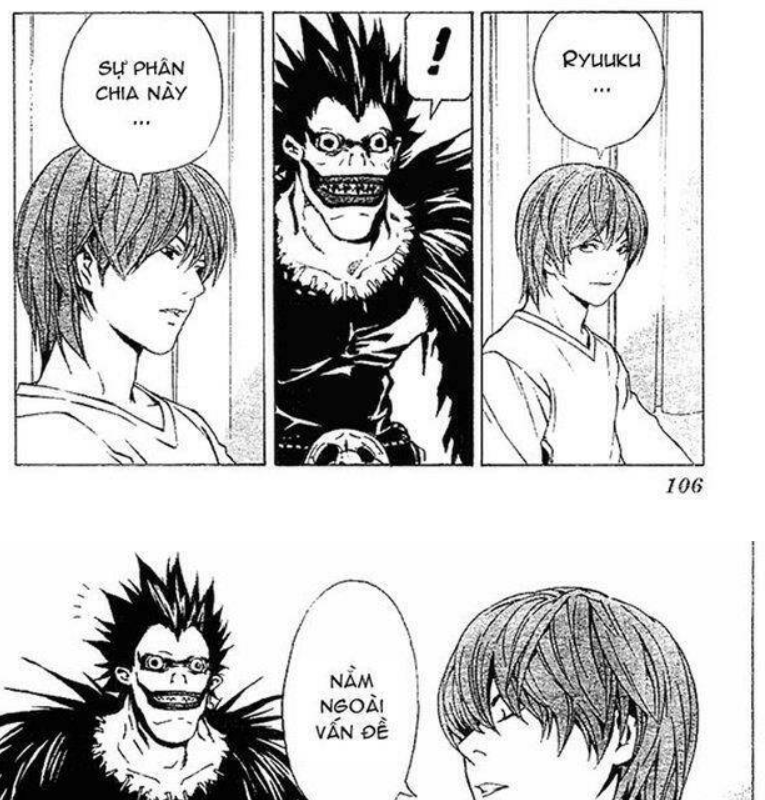 RYUUKU
...
!
SỰ PHÂN
CHIA NÀY
...
106
NẰM
NGOÀI
VẤN ĐỀ